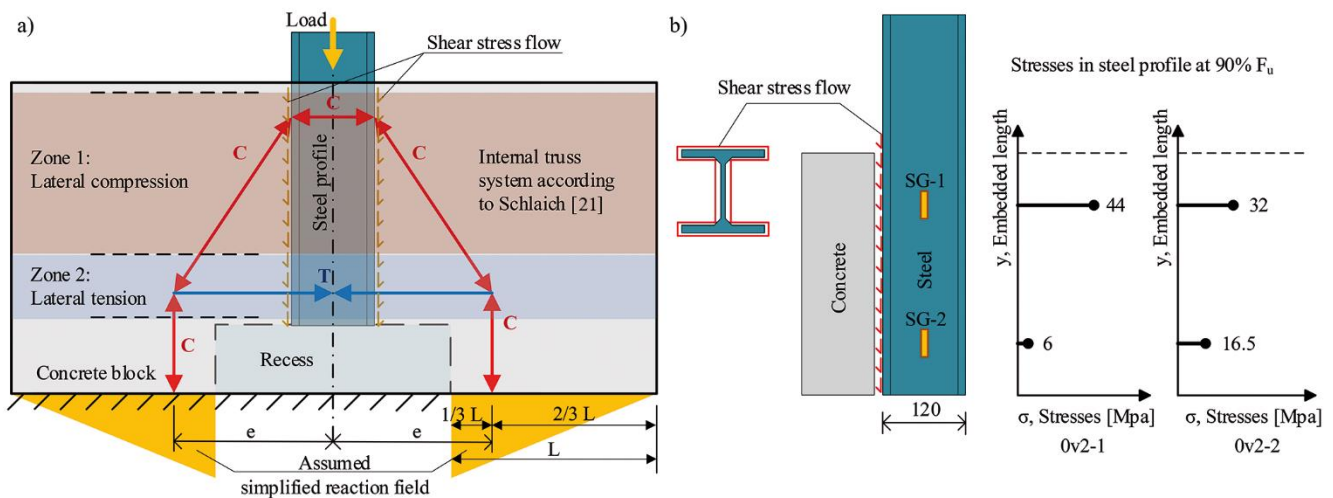 a)
Load
Shear stress flow
C
C
C
Zone 1:
Lateral compression
Steel profile
Internal truss
system according
to Schlaich [21]
Zone 2:
Lateral tension
T
C
C
Recess
Concrete block
1/3 L
2/3 L
e
e
L
Assumed
simplified reaction field
b)
Shear stress flow
Concrete
Steel
SG-1
SG-2
120
Stresses in steel profile at 90% Fu
y, Embedded length
44
6
σ, Stresses [Mpa]
0v2-1
y, Embedded length
32
16.5
σ, Stresses [Mpa]
0v2-2